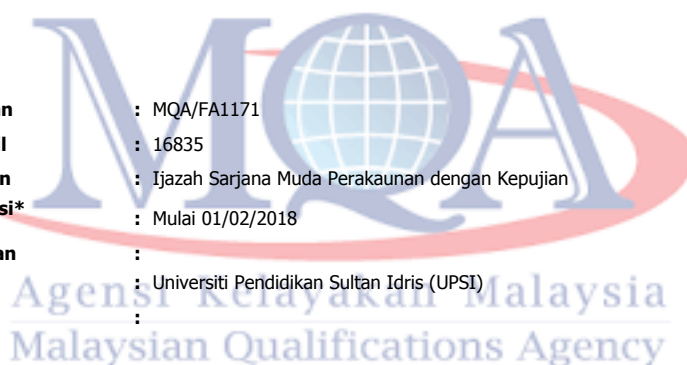 MQA
an : MQA/FA1171
l : 16835
n : Ijazah Sarjana Muda Perakaunan dengan Kepujian
si* : Mulai 01/02/2018
an :
: Universiti Pendidikan Sultan Idris (UPSI)
:
Agensi Kelayakan Malaysia
Malaysian Qualifications Agency